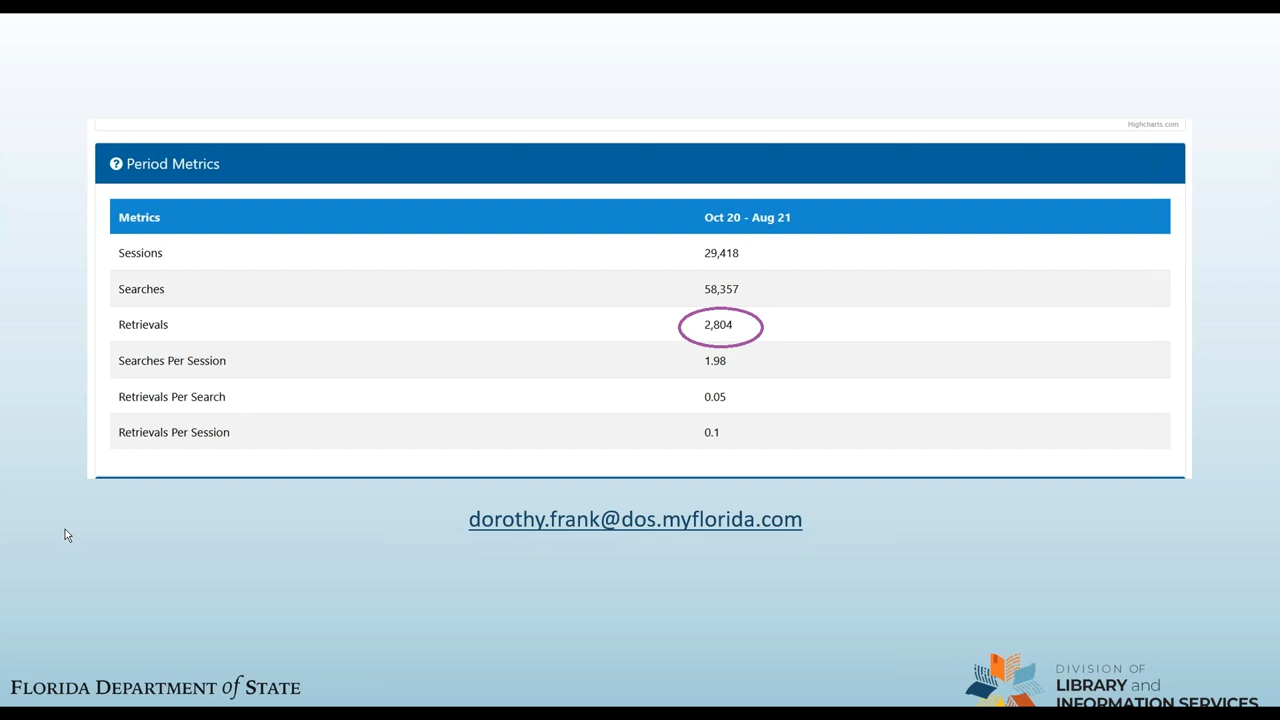 Highcharts.com
Period Metrics
Metrics Oct 20 - Aug 21
Sessions 29,418
Searches 58,357
Retrievals 2,804
Searches Per Session 1.98
Retrievals Per Search 0.05
Retrievals Per Session 0.1
dorothy.frank@dos.myflorida.com
FLORIDA DEPARTMENT of STATE
DIVISION OF
LIBRARY and
INFORMATION SERVICES